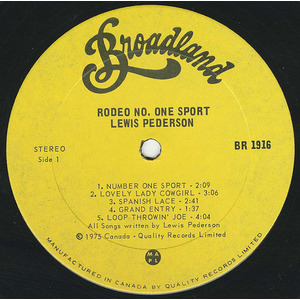 Broadland
RODEO NO. ONE SPORT
LEWIS PEDERSON
STEREO
Side 1
BR 1916
1. NUMBER ONE SPORT - 2:09
2. LOVELY LADY COWGIRL - 3:06
3. SPANISH LACE - 2:41
4. GRAND ENTRY - 1:37
5. LOOP THROWIN' JOE - 4:04
All Songs written by Lewis Pederson
© 1975 Canada - Quality Records Limited
M A
P L
MANUFACTURED IN CANADA BY QUALITY RECORDS LIMITED